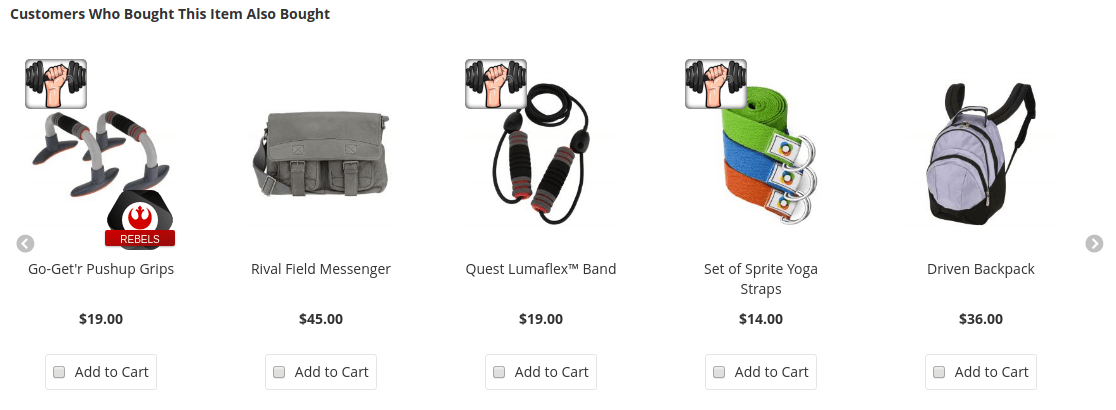 Customers Who Bought This Item Also Bought
REBELS
Go-Get'r Pushup Grips
$19.00
Add to Cart
Rival Field Messenger
$45.00
Add to Cart
Quest Lumaflex™ Band
$19.00
Add to Cart
Set of Sprite Yoga
Straps
$14.00
Add to Cart
Driven Backpack
$36.00
Add to Cart